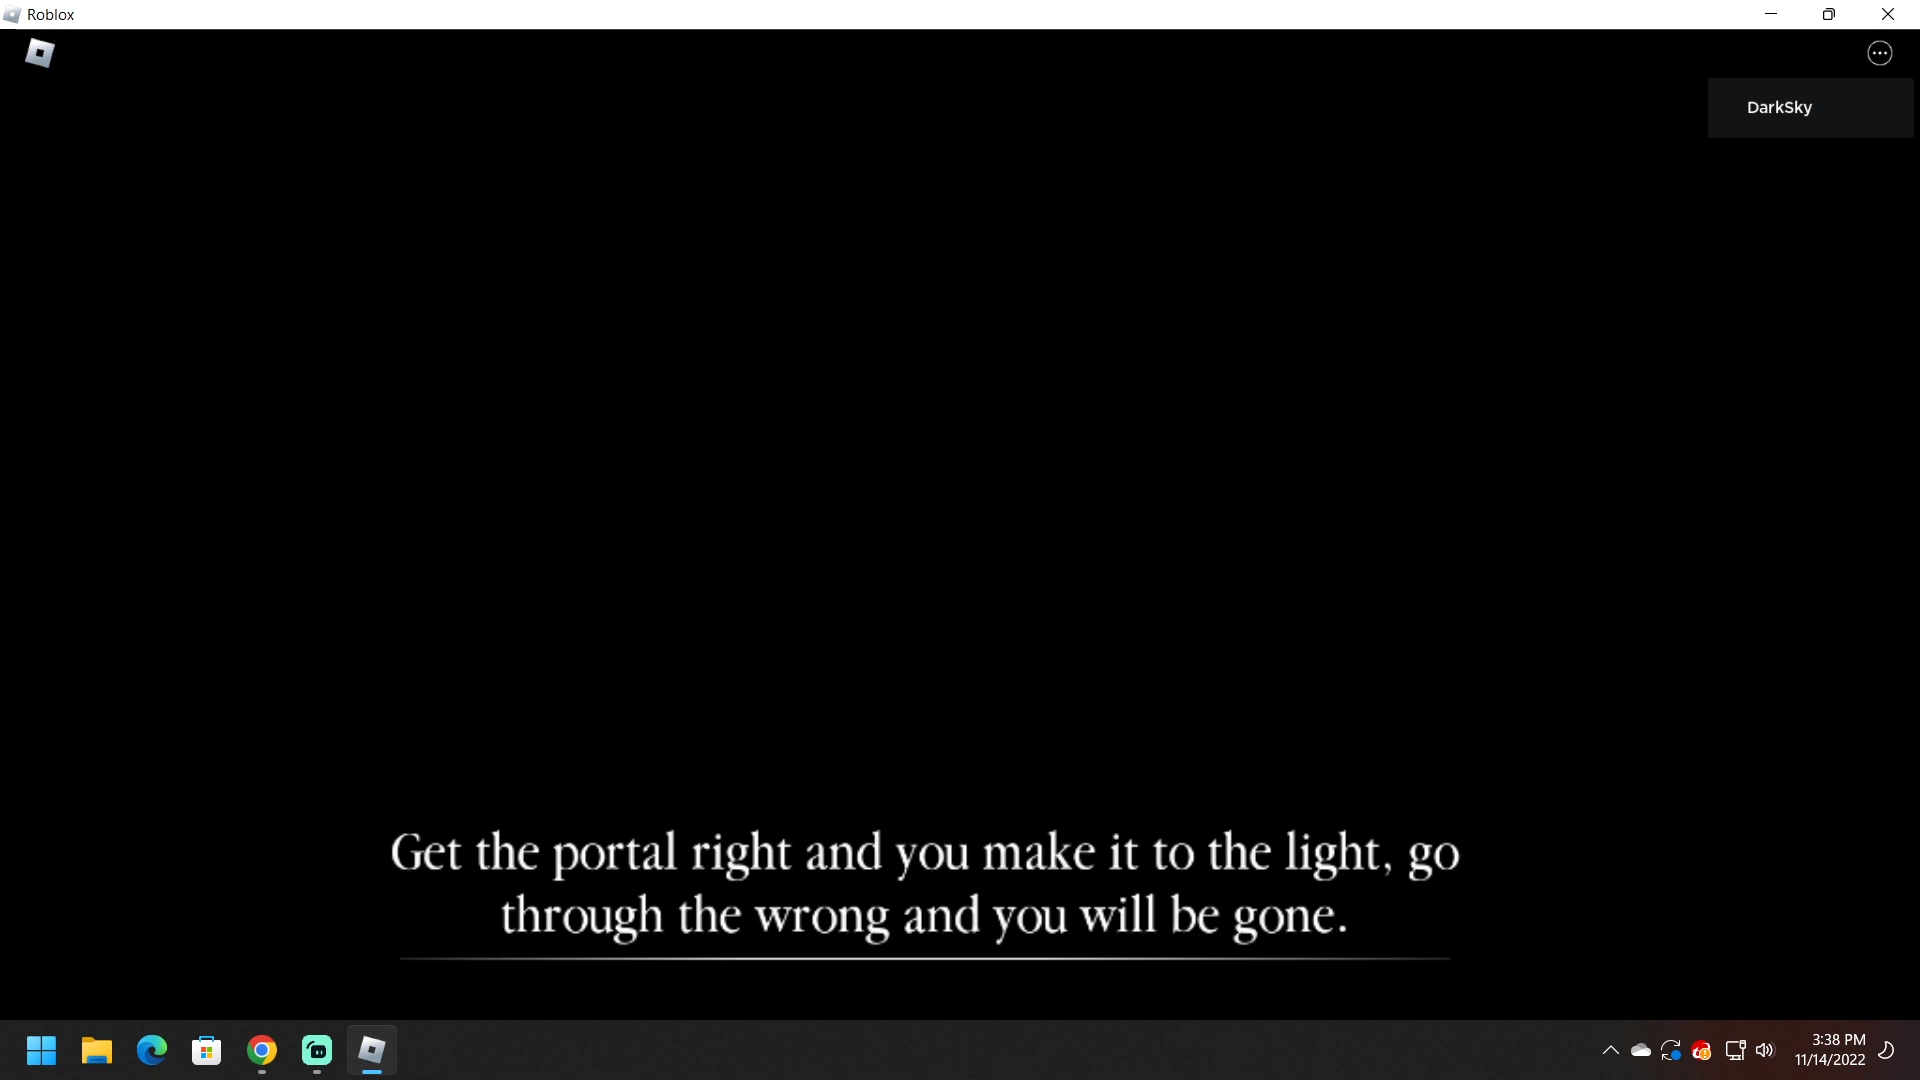 Roblox
DarkSky
Get the portal right and you make it to the light, go
through the wrong and you will be gone.
3:38 PM
11/14/2022